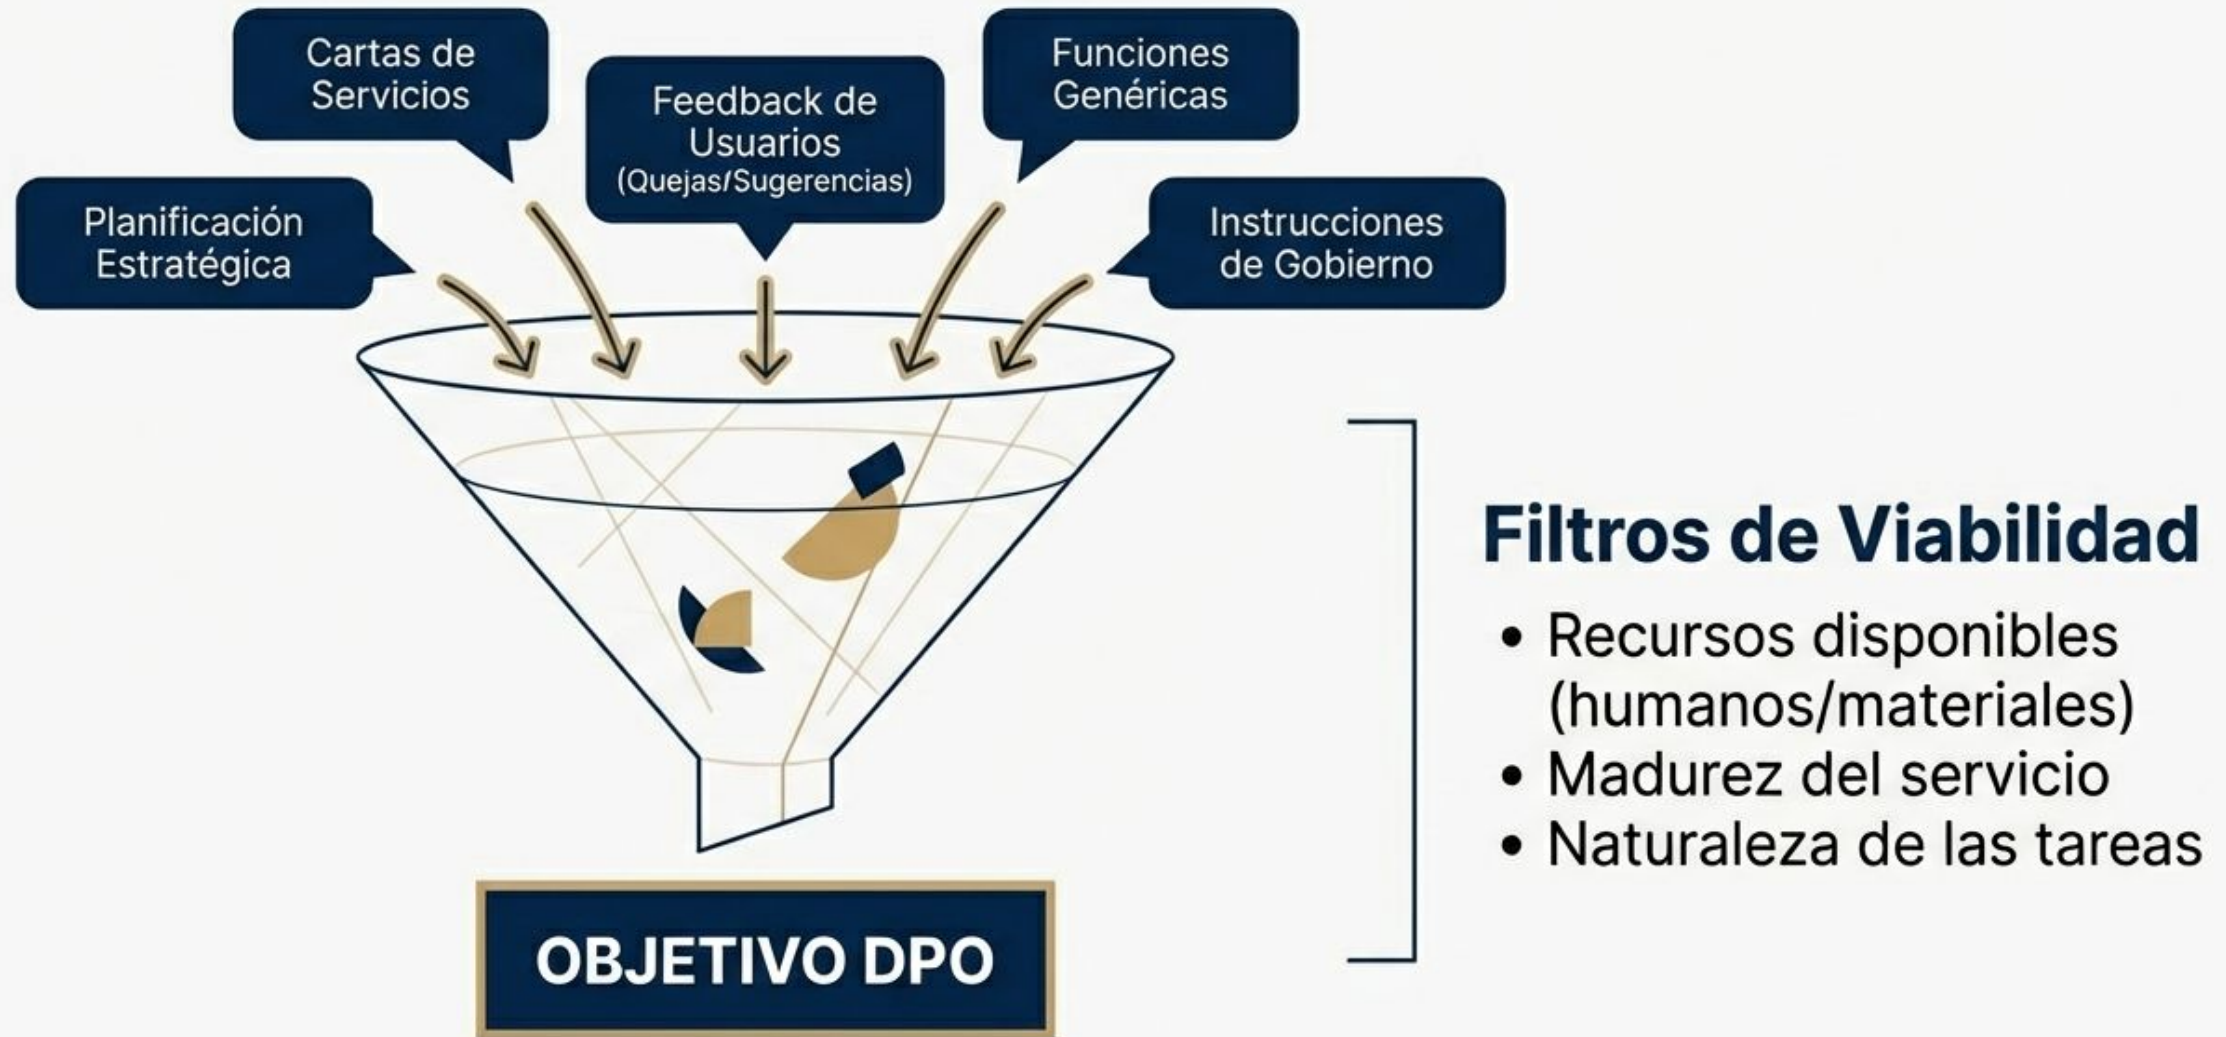 Cartas de
Servicios
Feedback de
Usuarios
(Quejas/Sugerencias)
Funciones
Genéricas
Planificación
Estratégica
Instrucciones
de Gobierno
Filtros de Viabilidad
• Recursos disponibles
(humanos/materiales)
• Madurez del servicio
• Naturaleza de las tareas
OBJETIVO DPO